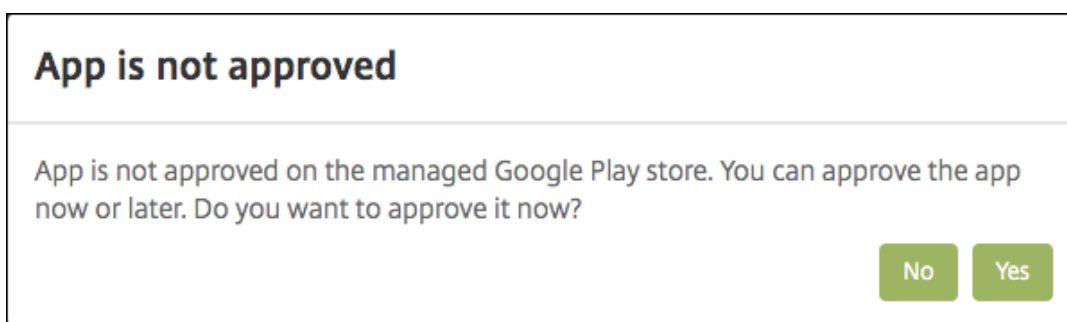 App is not approved
App is not approved on the managed Google Play store. You can approve the app
now or later. Do you want to approve it now?
No Yes